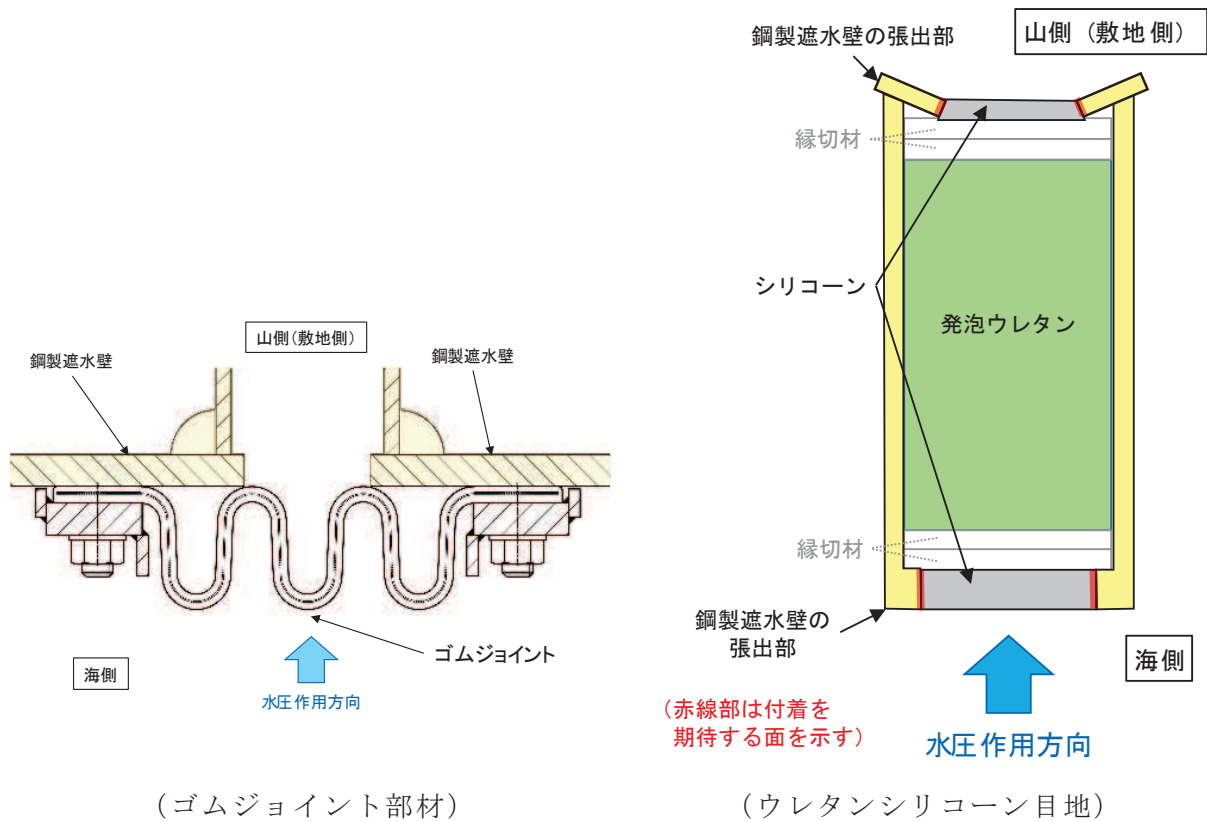 山側(敷地側)
鋼製遮水壁
鋼製遮水壁
ゴムジョイント
海側
水圧作用方向
(ゴムジョイント部材)
鋼製遮水壁の張出部
山側(敷地側)
縁切材
シリコーン
発泡ウレタン
縁切材
鋼製遮水壁の
張出部
海側
(赤線部は付着を
期待する面を示す)
水圧作用方向
(ウレタンシリコーン目地)